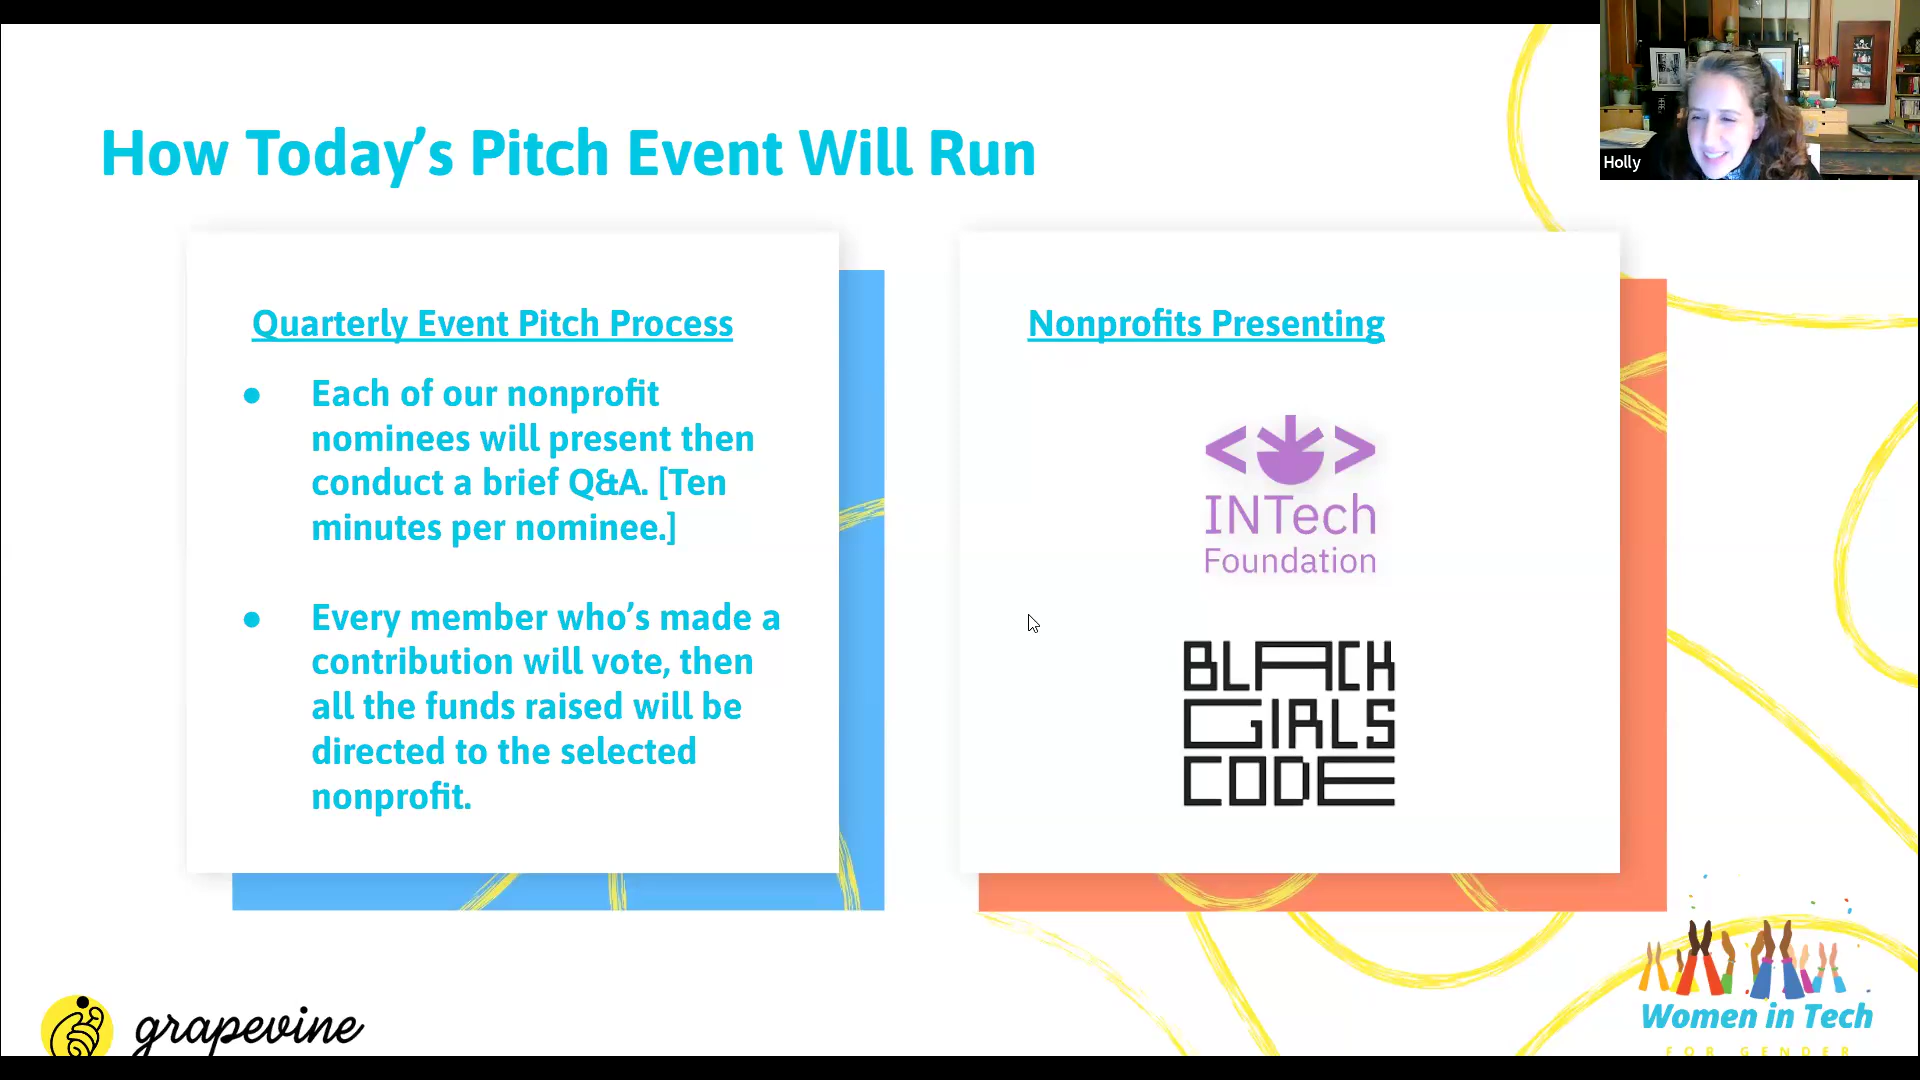 How Today's Pitch Event Will Run
Holly
Quarterly Event Pitch Process
● Each of our nonprofit
nominees will present then
conduct a brief Q&A. [Ten
minutes per nominee.]
● Every member who's made a
contribution will vote, then
all the funds raised will be
directed to the selected
nonprofit.
Nonprofits Presenting
<>
INTech
Foundation
BLACK
GIRLS
CODE
grapevine
Women in Tech
FOR GENDER